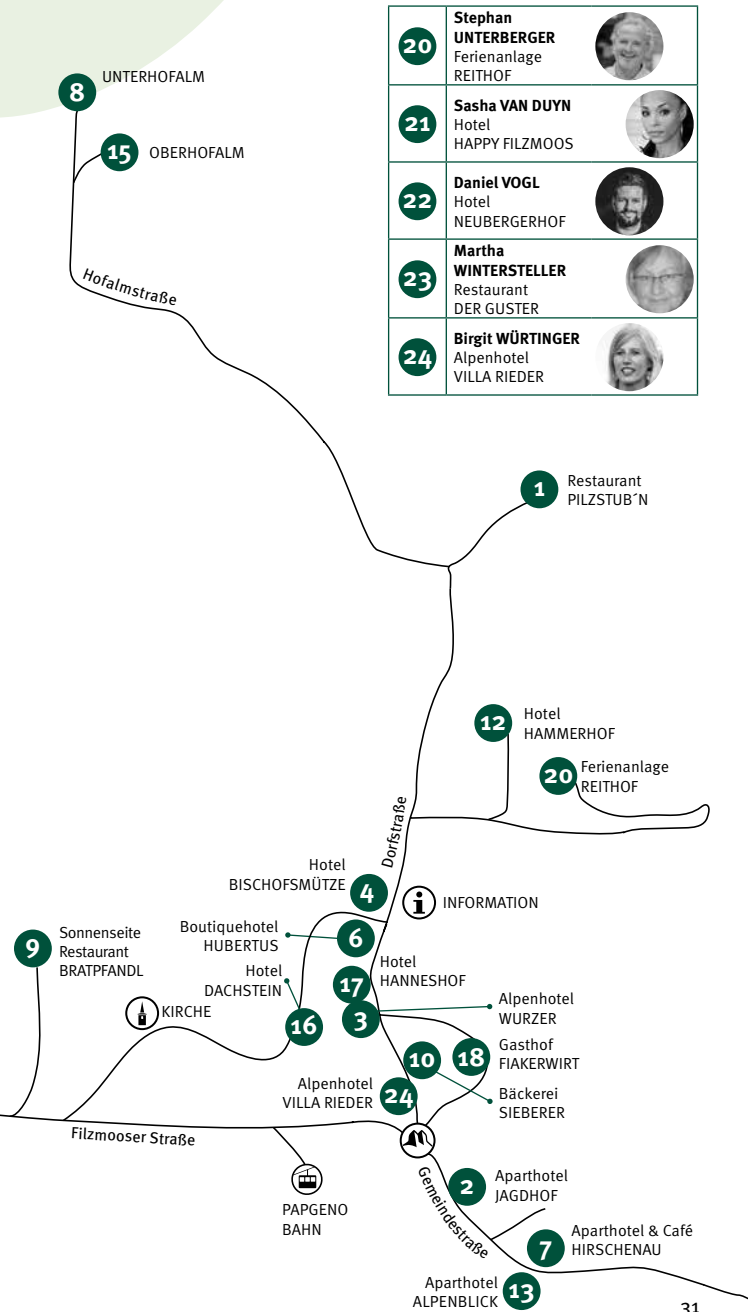 20
Stephan
UNTERBERGER
Ferienanlage
REITHOF
21
Sasha VAN DUYN
Hotel
HAPPY FILZMOOS
22
Daniel VOGL
Hotel
NEUBERGERHOF
23
Martha
WINTERSTELLER
Restaurant
DER GUSTER
24
Birgit WÜRTINGER
Alpenhotel
VILLA RIEDER
8
UNTERHOFALM
15
OBERHOFALM
Hofalmstraße
1
Restaurant
PILZSTUB´N
12
Hotel
HAMMERHOF
20
Ferienanlage
REITHOF
Dorfstraße
Hotel
BISCHOFSMÜTZE
4
i
INFORMATION
9
Sonnenseite
Restaurant
BRATPFANDL
Boutiquehotel
HUBERTUS
6
Hotel
DACHSTEIN
16
Hotel
HANNESHOF
17
3
Alpenhotel
WURZER
KIRCHE
10
18
Gasthof
FIAKERWIRT
Alpenhotel
VILLA RIEDER
24
Bäckerei
SIEBERER
Filzmooser Straße
PAPGENO
BAHN
Gemeindestraße
2
Aparthotel
JAGDHOF
7
Aparthotel & Café
HIRSCHENAU
Aparthotel
ALPENBLICK
13
31